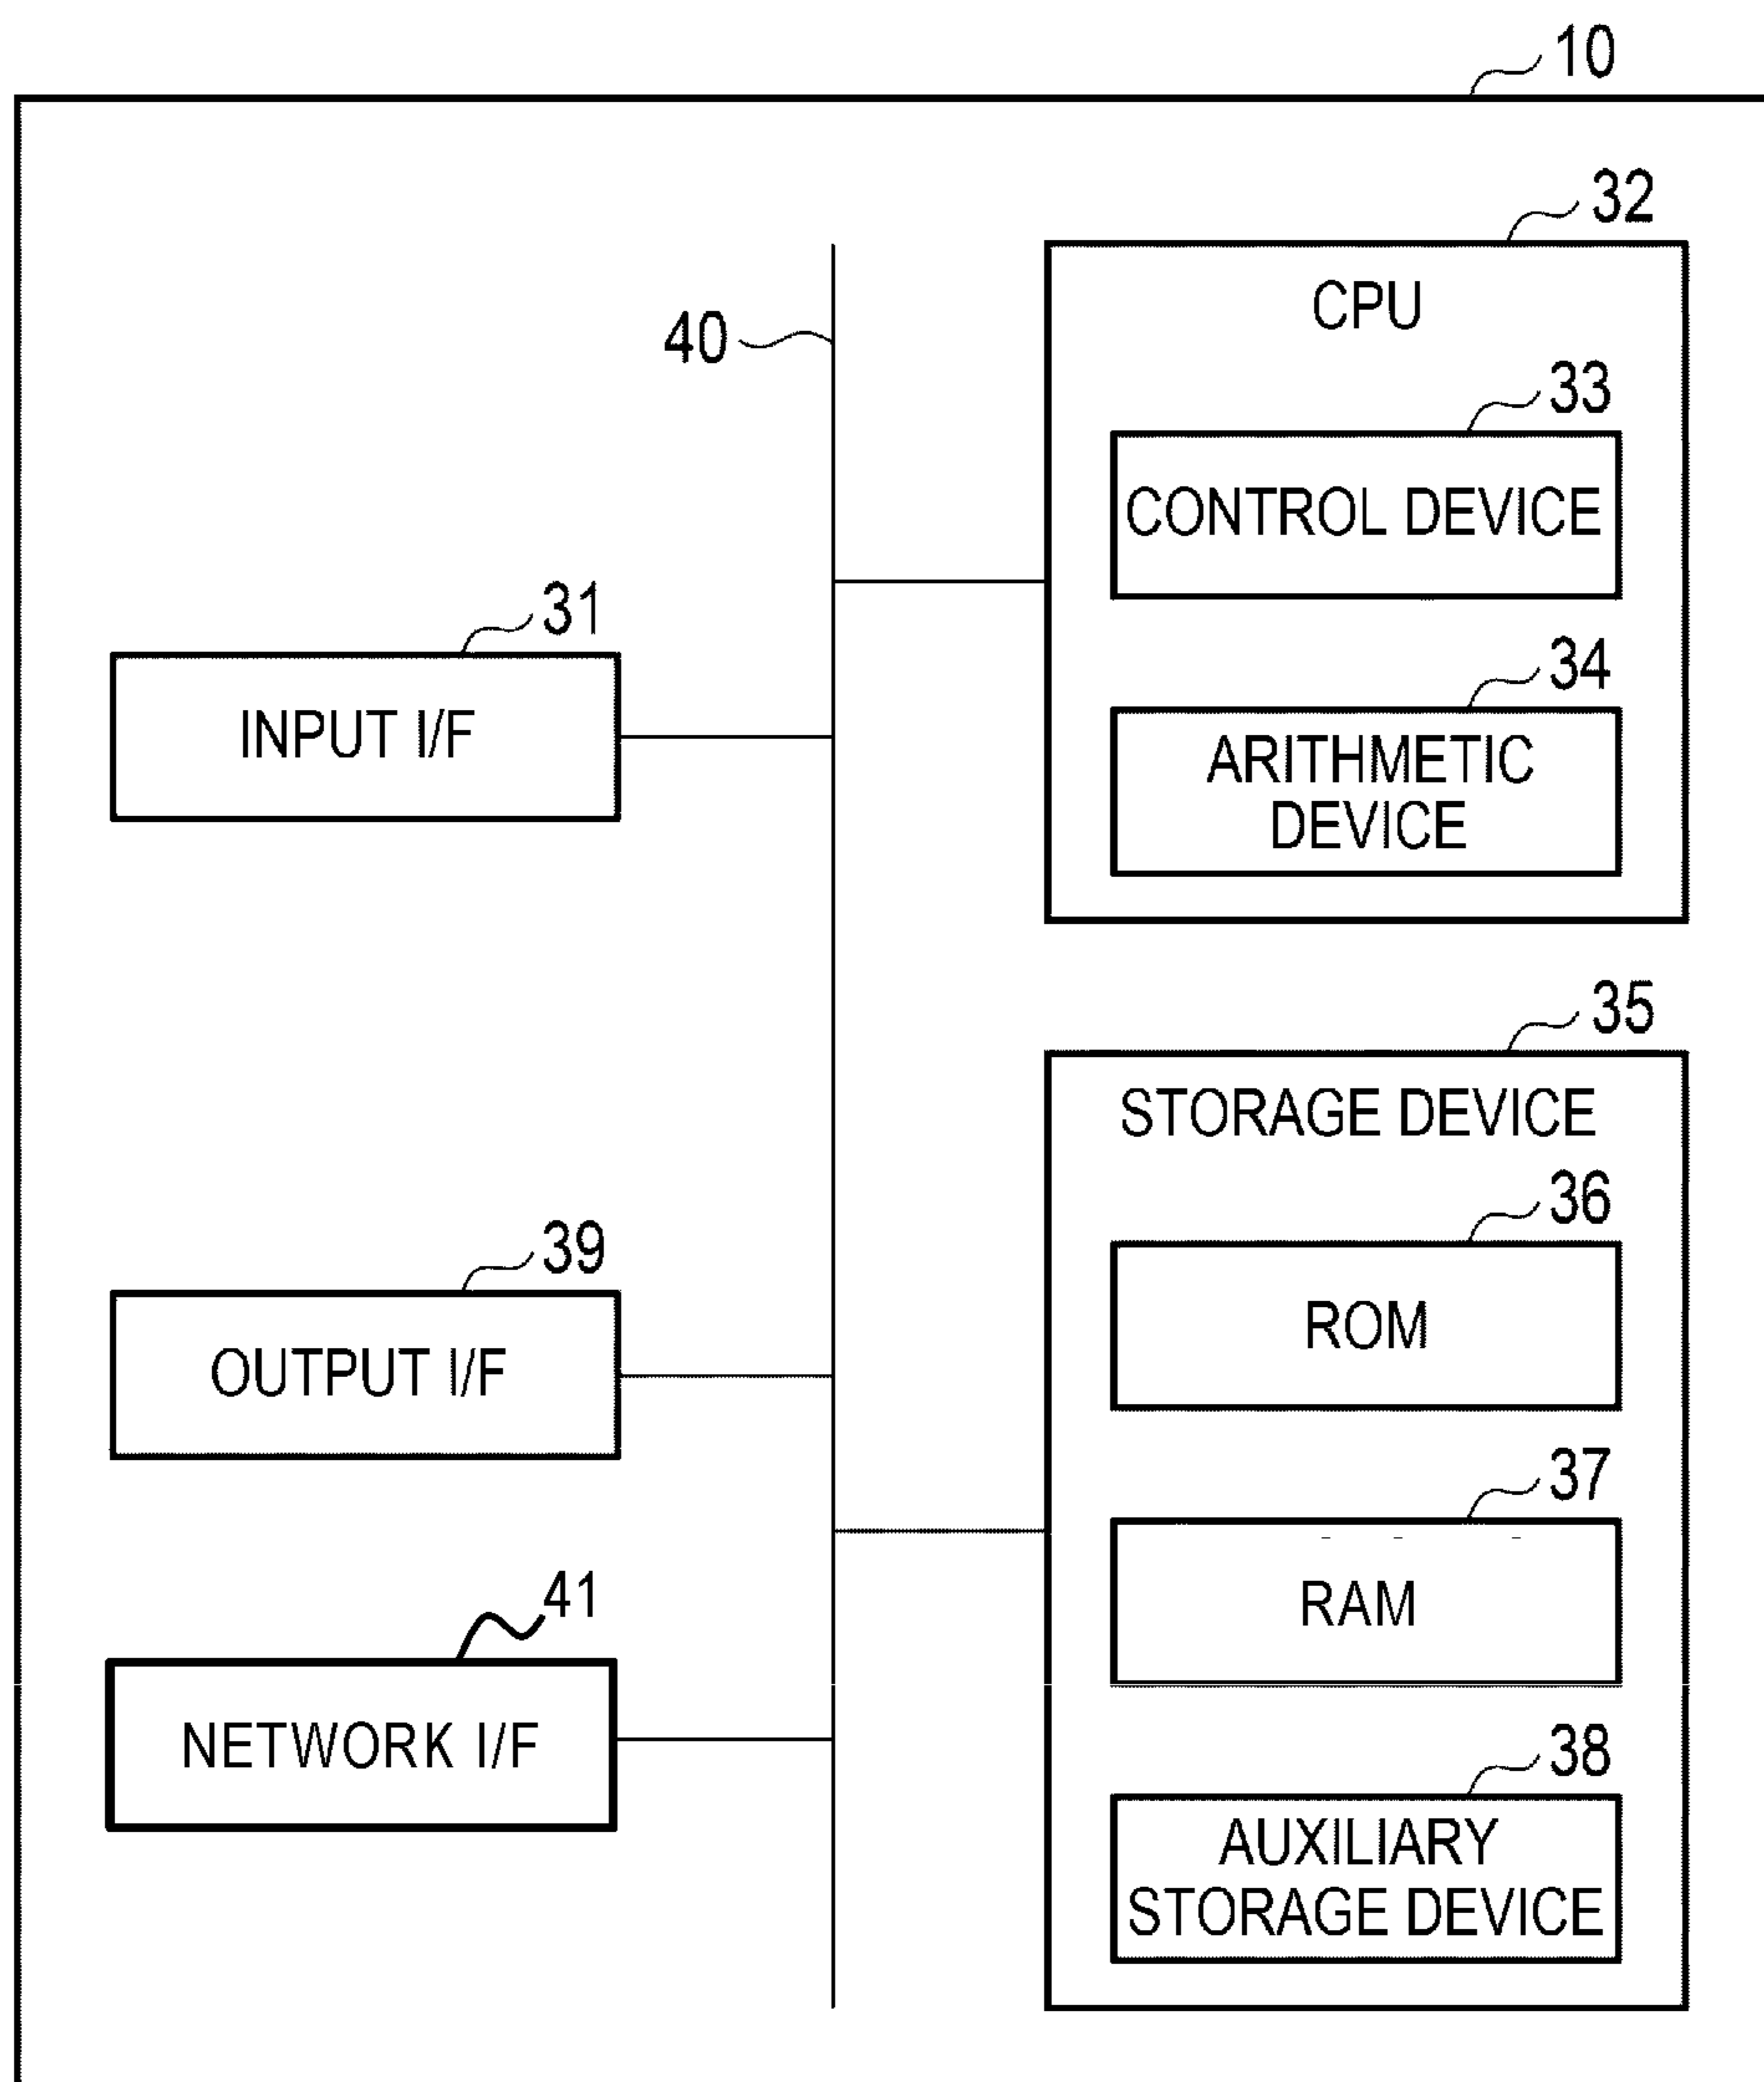 10
32
CPU
40
33
CONTROL DEVICE
31
34
INPUT I/F
ARITHMETIC
DEVICE
35
STORAGE DEVICE
36
39
ROM
OUTPUT I/F
37
41
RAM
NETWORK I/F
38
AUXILIARY
STORAGE DEVICE